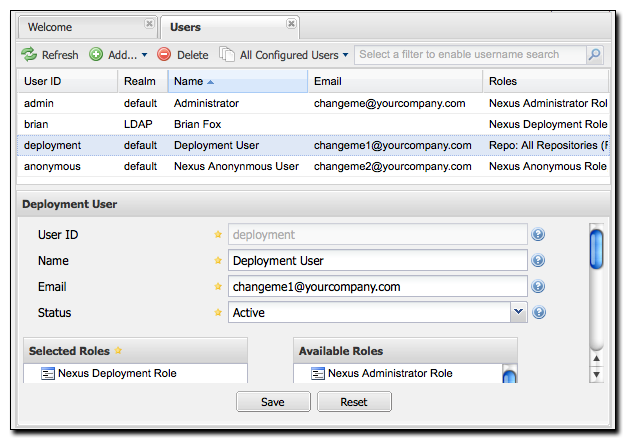 Welcome
Users
Refresh Add... Delete All Configured Users Select a filter to enable username search
User ID Realm Name Email Roles
admin default Administrator changeme@yourcompany.com Nexus Administrator Rol
brian LDAP Brian Fox Nexus Deployment Role
deployment default Deployment User changeme1@yourcompany.com Repo: All Repositories (F
anonymous default Nexus Anonynmous User changeme2@yourcompany.com Nexus Anonymous Role
Deployment User
User ID deployment
Name Deployment User
Email changeme1@yourcompany.com
Status Active
Selected Roles Available Roles
Nexus Deployment Role Nexus Administrator Role
Save Reset